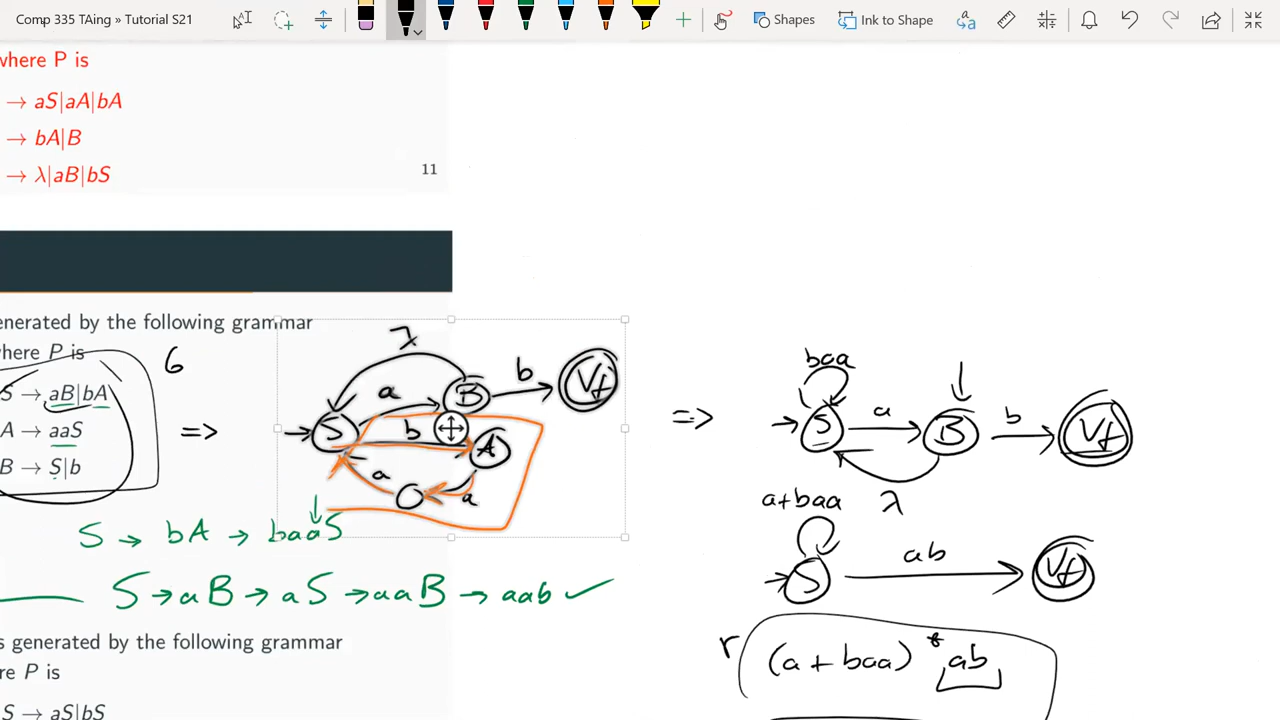 Comp 335 TAing » Tutorial S21
Shapes
Ink to Shape
where P is
→ aS|aA|bA
→ bA|B
→ λ|aB|bS
11
enerated by the following grammar
where P is
6
S → aB|bA
A → aaS
B → S|b
⇒
λ
a
B
b
Vf
S
b
A
a
a
⇒
baa
S
a
B
b
Vf
λ
a+baa
S
ab
Vf
S → bA → baaS
S → aB → aS → aaB → aab ✓
r (a + baa)* ab
s generated by the following grammar
re P is
S → aS|bS